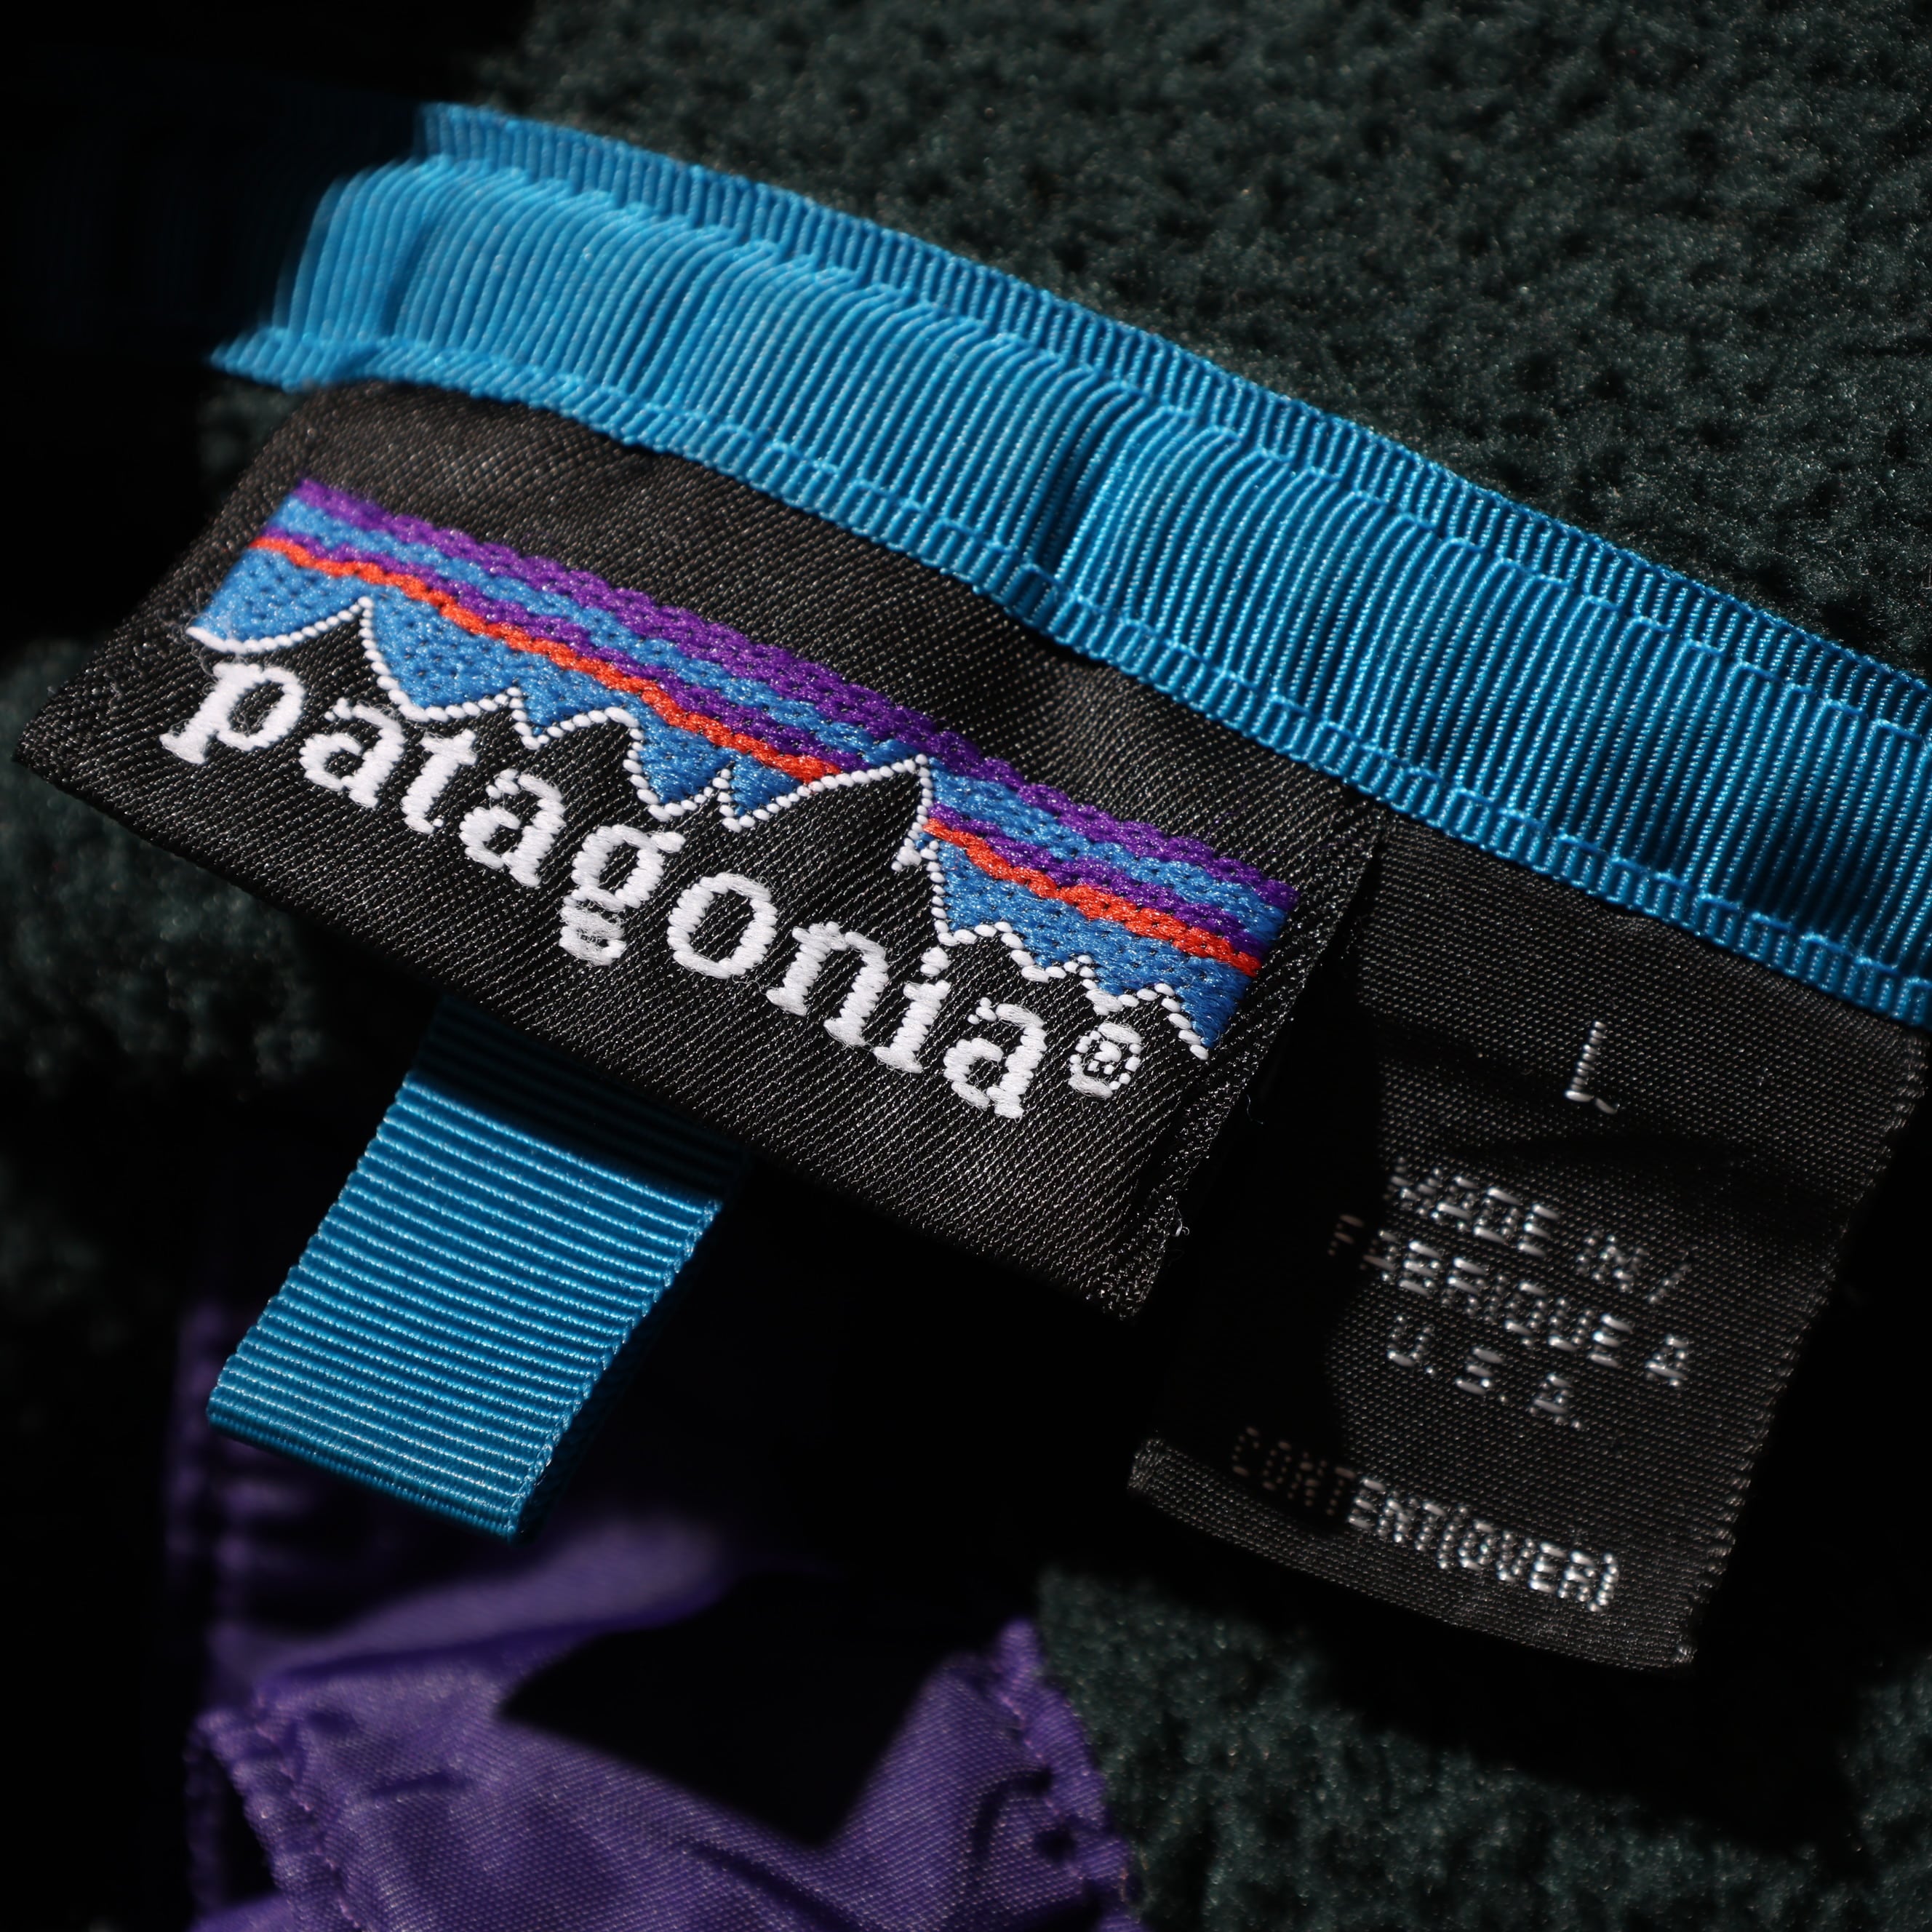 patagonia®
L
MADE IN /
FABRIQUE A
U.S.A.
CONTENT(OVER)